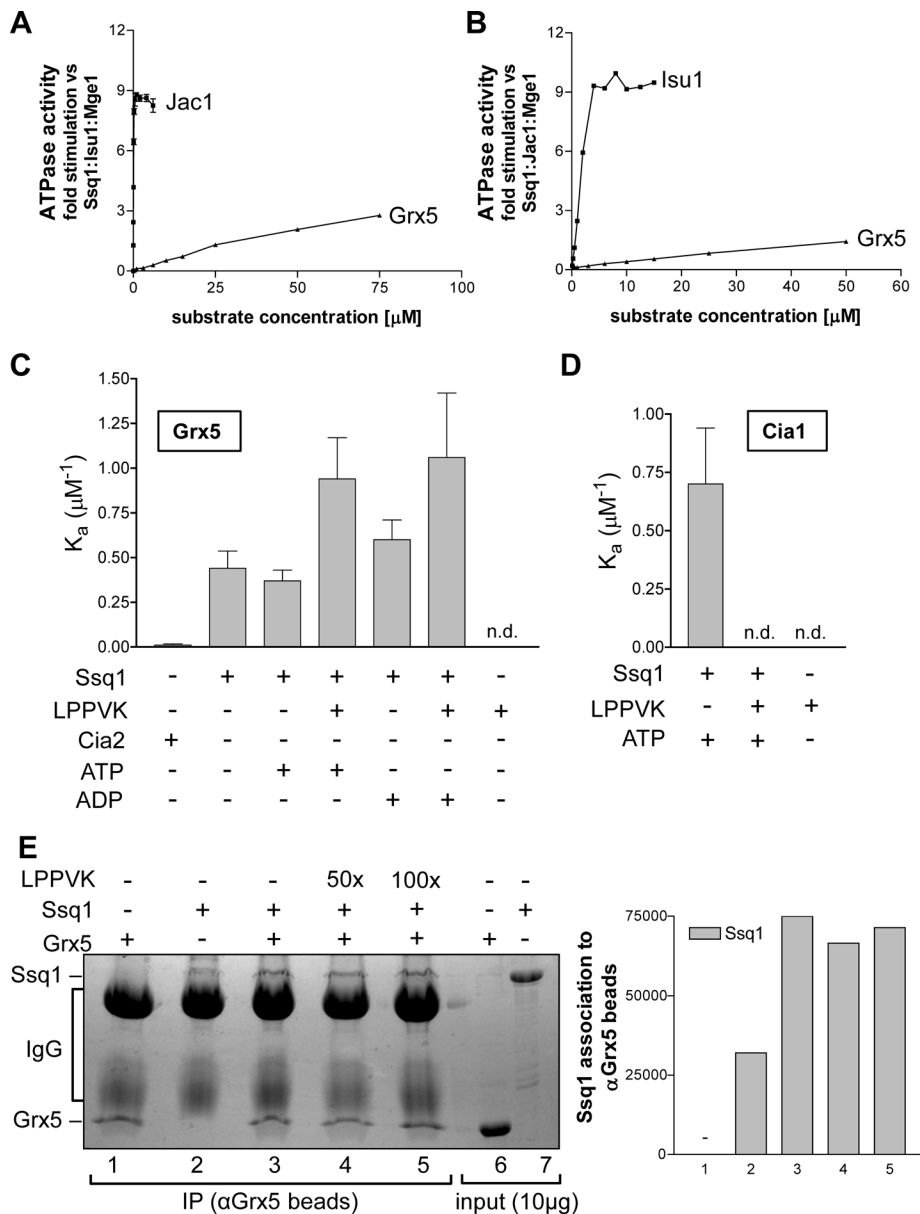 A
ATPase activity
fold stimulation vs
Ssq1:Isu1:Mge1
12
9
6
3
0
Jac1
Grx5
0 25 50 75 100
substrate concentration [μM]
B
ATPase activity
fold stimulation vs
Ssq1:Jac1:Mge1
12
9
6
3
0
Isu1
Grx5
0 10 20 30 40 50 60
substrate concentration [μM]
C
Ka (μM-1)
1.50
1.25
1.00
0.75
0.50
0.25
0.00
Grx5
n.d.
Ssq1 - + + + + + -
LPPVK - - - + - + +
Cia2 + - - - - - -
ATP - - + + - - -
ADP - - - - + + -
D
Ka (μM-1)
1.00
0.75
0.50
0.25
0.00
Cia1
n.d. n.d.
Ssq1 + + -
LPPVK - + +
ATP + + -
E
LPPVK - - - 50x 100x - -
Ssq1 - + + + + - +
Grx5 + - + + + + -
Ssq1
IgG
Grx5
1 2 3 4 5 6 7
IP (αGrx5 beads) input (10μg)
Ssq1 association to
αGrx5 beads
75000
50000
25000
0
Ssq1
-
1 2 3 4 5